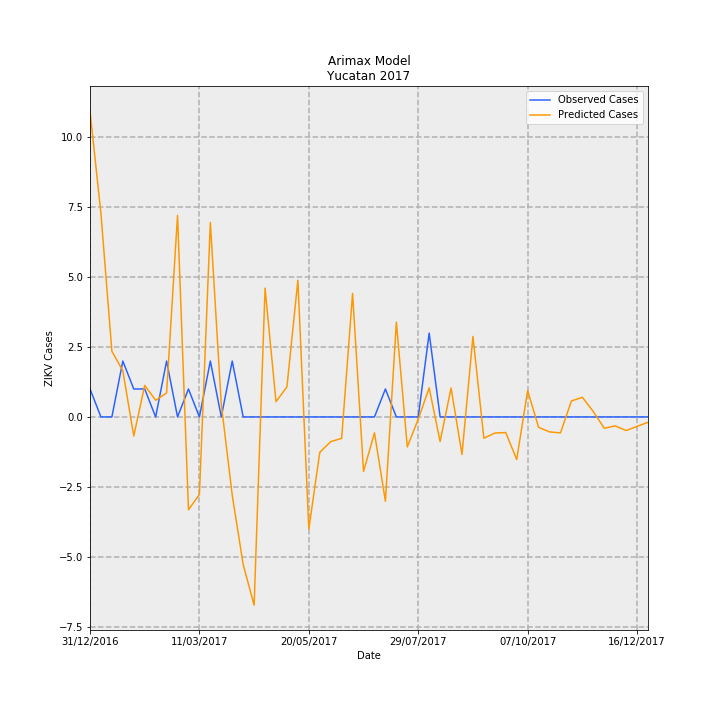 Arimax Model
Yucatan 2017
Observed Cases
Predicted Cases
ZIKV Cases
10.0
7.5
5.0
2.5
0.0
−2.5
−5.0
−7.5
31/12/2016 11/03/2017 20/05/2017 29/07/2017 07/10/2017 16/12/2017
Date